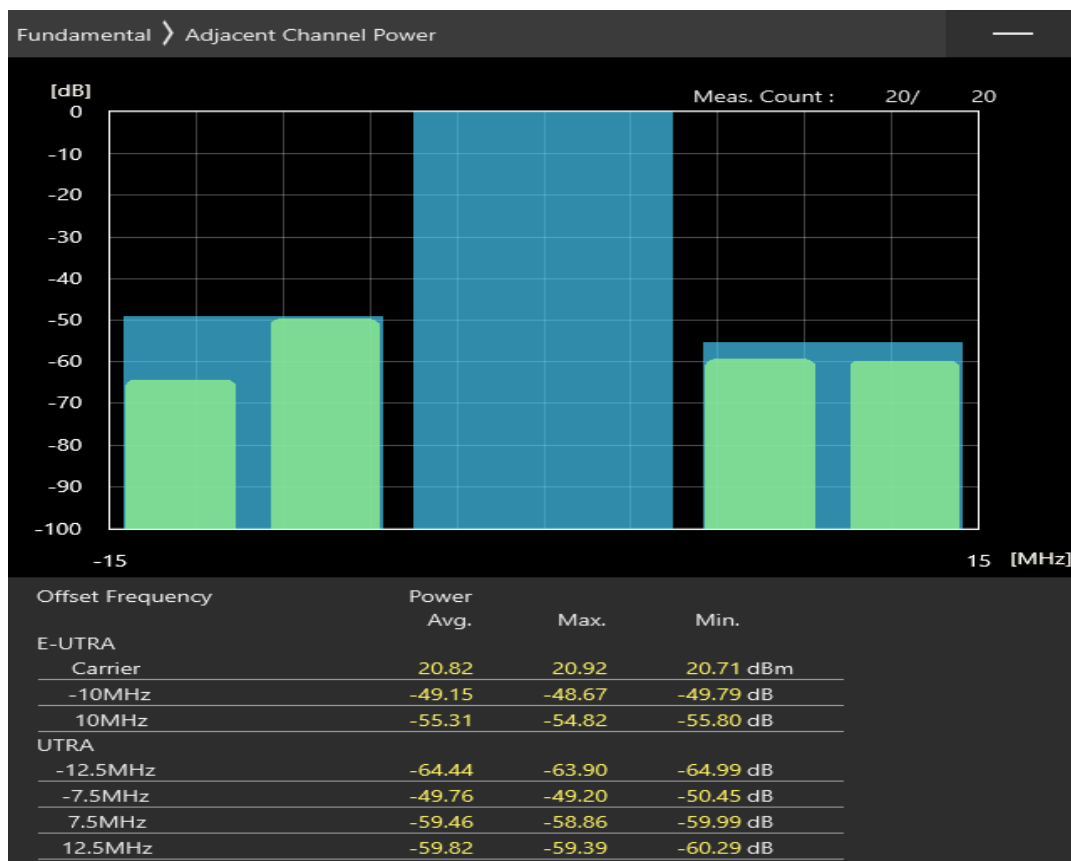 Fundamental ❯ Adjacent Channel Power
[dB]
Meas. Count : 20/ 20
0
-10
-20
-30
-40
-50
-60
-70
-80
-90
-100
-15 15 [MHz]
Offset Frequency Power
Avg. Max. Min.
E-UTRA
Carrier 20.82 20.92 20.71 dBm
-10MHz -49.15 -48.67 -49.79 dB
10MHz -55.31 -54.82 -55.80 dB
UTRA
-12.5MHz -64.44 -63.90 -64.99 dB
-7.5MHz -49.76 -49.20 -50.45 dB
7.5MHz -59.46 -58.86 -59.99 dB
12.5MHz -59.82 -59.39 -60.29 dB